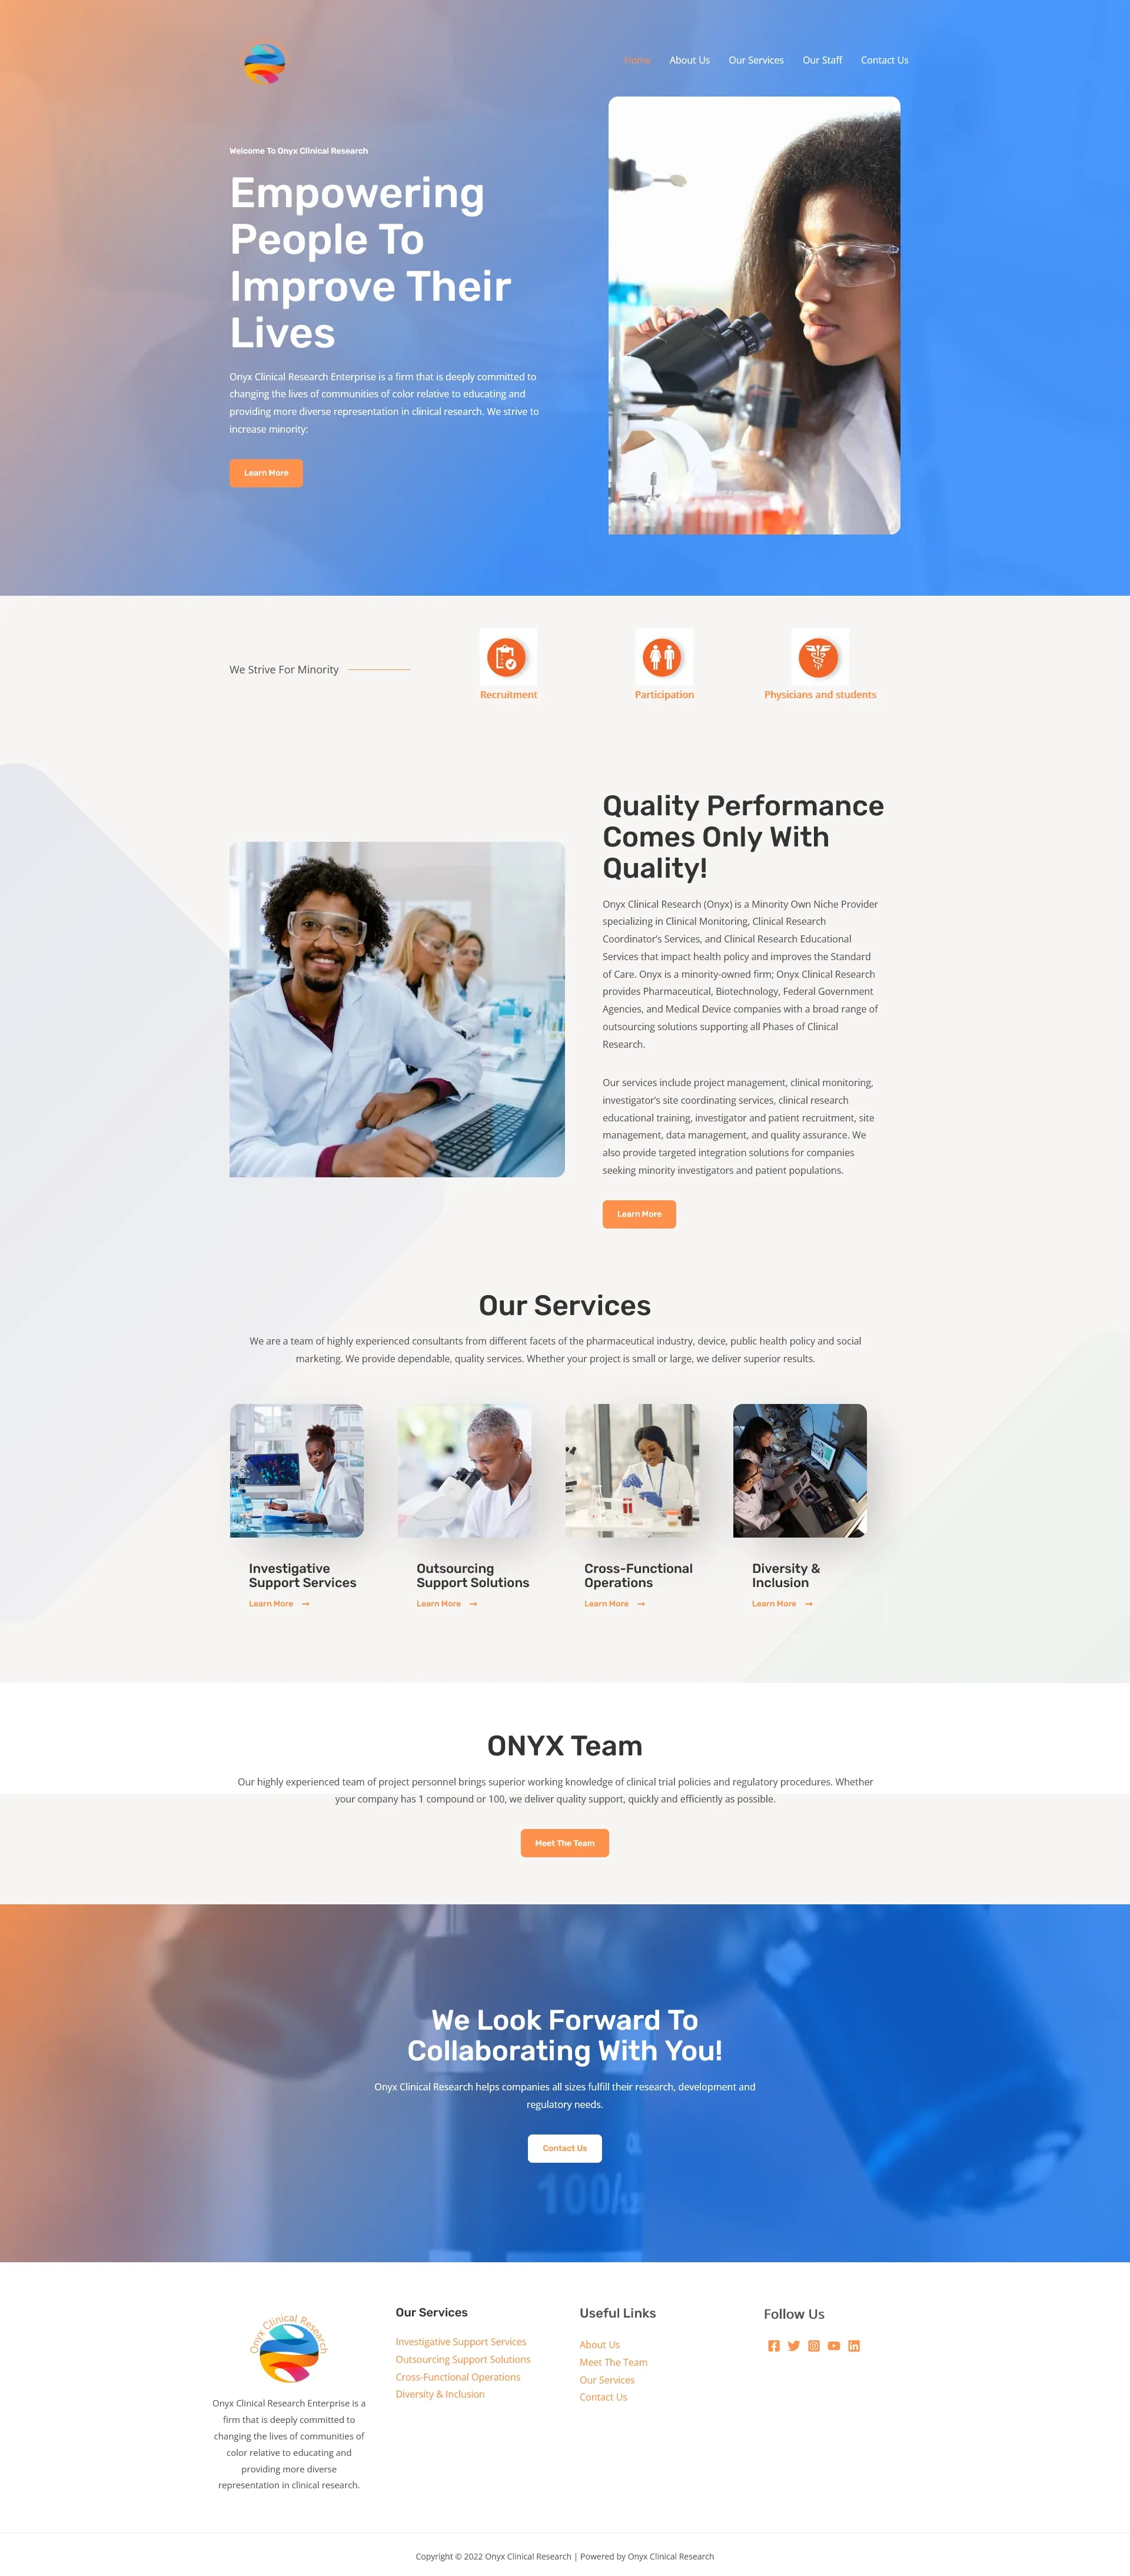 Home About Us Our Services Our Staff Contact Us
Welcome To Onyx Clinical Research
Empowering
People To
Improve Their
Lives
Onyx Clinical Research Enterprise is a firm that is deeply committed to
changing the lives of communities of color relative to educating and
providing more diverse representation in clinical research. We strive to
increase minority:
Learn More
We Strive For Minority
Recruitment
Participation
Physicians and students
Quality Performance
Comes Only With
Quality!
Onyx Clinical Research (Onyx) is a Minority Own Niche Provider
specializing in Clinical Monitoring, Clinical Research
Coordinator’s Services, and Clinical Research Educational
Services that impact health policy and improves the Standard
of Care. Onyx is a minority-owned firm; Onyx Clinical Research
provides Pharmaceutical, Biotechnology, Federal Government
Agencies, and Medical Device companies with a broad range of
outsourcing solutions supporting all Phases of Clinical
Research.
Our services include project management, clinical monitoring,
investigator’s site coordinating services, clinical research
educational training, investigator and patient recruitment, site
management, data management, and quality assurance. We
also provide targeted integration solutions for companies
seeking minority investigators and patient populations.
Learn More
Our Services
We are a team of highly experienced consultants from different facets of the pharmaceutical industry, device, public health policy and social
marketing. We provide dependable, quality services. Whether your project is small or large, we deliver superior results.
Investigative
Support Services
Learn More
Outsourcing
Support Solutions
Learn More
Cross-Functional
Operations
Learn More
Diversity &
Inclusion
Learn More
ONYX Team
Our highly experienced team of project personnel brings superior working knowledge of clinical trial policies and regulatory procedures. Whether
your company has 1 compound or 100, we deliver quality support, quickly and efficiently as possible.
Meet The Team
We Look Forward To
Collaborating With You!
Onyx Clinical Research helps companies all sizes fulfill their research, development and
regulatory needs.
Contact Us
Onyx Clinical Research
Onyx Clinical Research Enterprise is a
firm that is deeply committed to
changing the lives of communities of
color relative to educating and
providing more diverse
representation in clinical research.
Our Services
Investigative Support Services
Outsourcing Support Solutions
Cross-Functional Operations
Diversity & Inclusion
Useful Links
About Us
Meet The Team
Our Services
Contact Us
Follow Us
Copyright © 2022 Onyx Clinical Research | Powered by Onyx Clinical Research